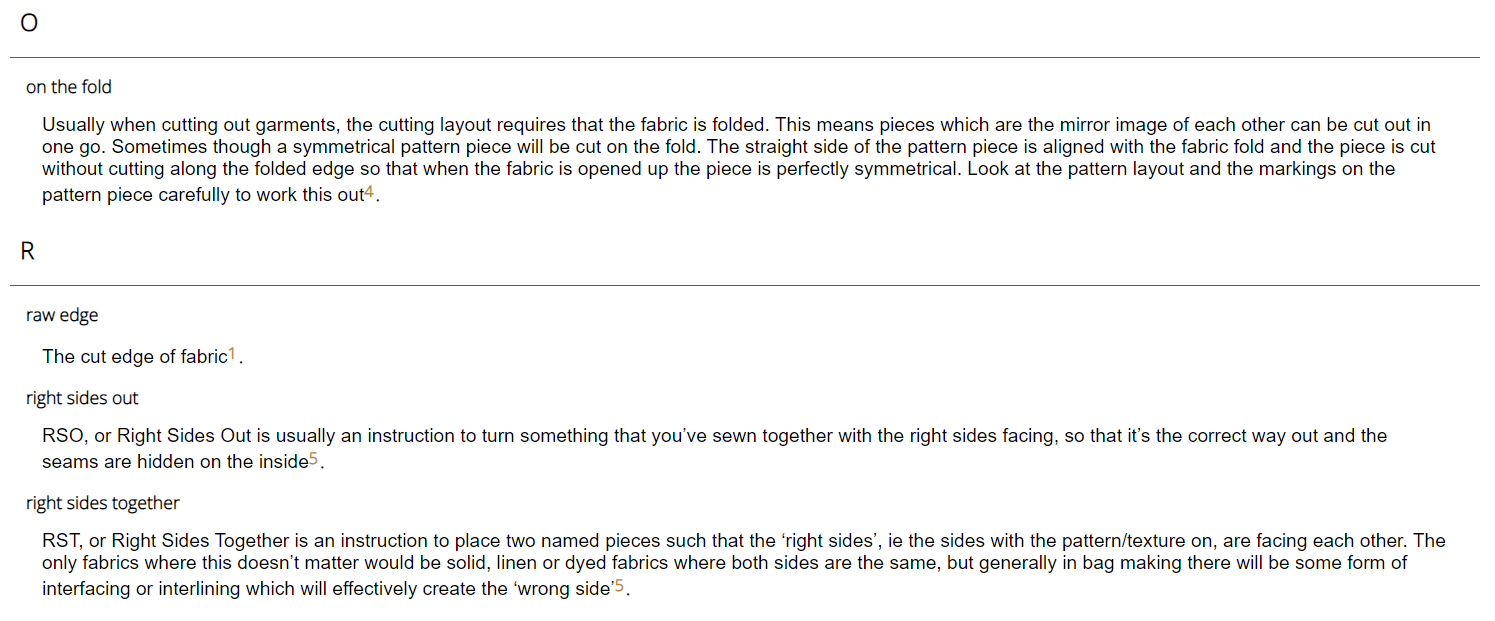 O
on the fold
Usually when cutting out garments, the cutting layout requires that the fabric is folded. This means pieces which are the mirror image of each other can be cut out in
one go. Sometimes though a symmetrical pattern piece will be cut on the fold. The straight side of the pattern piece is aligned with the fabric fold and the piece is cut
without cutting along the folded edge so that when the fabric is opened up the piece is perfectly symmetrical. Look at the pattern layout and the markings on the
pattern piece carefully to work this out4.
R
raw edge
The cut edge of fabric1.
right sides out
RSO, or Right Sides Out is usually an instruction to turn something that you’ve sewn together with the right sides facing, so that it’s the correct way out and the
seams are hidden on the inside5.
right sides together
RST, or Right Sides Together is an instruction to place two named pieces such that the ‘right sides’, ie the sides with the pattern/texture on, are facing each other. The
only fabrics where this doesn’t matter would be solid, linen or dyed fabrics where both sides are the same, but generally in bag making there will be some form of
interfacing or interlining which will effectively create the ‘wrong side’5.